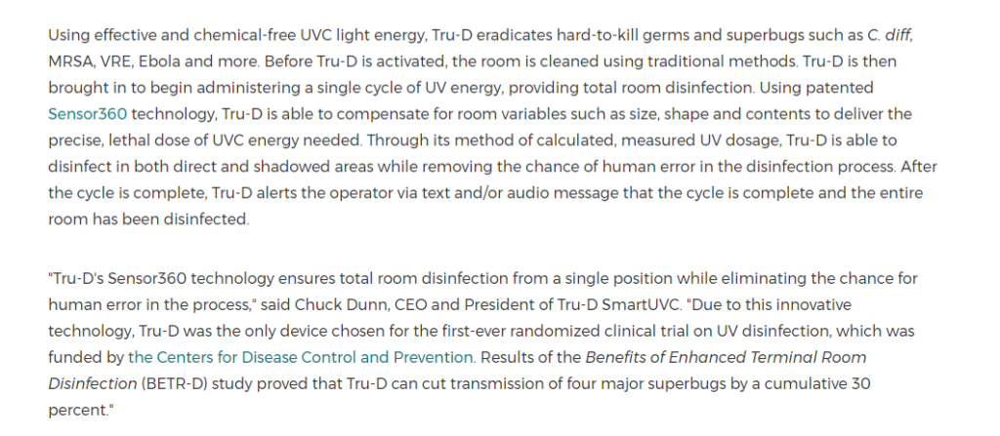 Using effective and chemical-free UVC light energy, Tru-D eradicates hard-to-kill germs and superbugs such as C. diff,
MRSA, VRE, Ebola and more. Before Tru-D is activated, the room is cleaned using traditional methods. Tru-D is then
brought in to begin administering a single cycle of UV energy, providing total room disinfection. Using patented
Sensor360 technology, Tru-D is able to compensate for room variables such as size, shape and contents to deliver the
precise, lethal dose of UVC energy needed. Through its method of calculated, measured UV dosage, Tru-D is able to
disinfect in both direct and shadowed areas while removing the chance of human error in the disinfection process. After
the cycle is complete, Tru-D alerts the operator via text and/or audio message that the cycle is complete and the entire
room has been disinfected.
"Tru-D's Sensor360 technology ensures total room disinfection from a single position while eliminating the chance for
human error in the process," said Chuck Dunn, CEO and President of Tru-D SmartUVC. "Due to this innovative
technology, Tru-D was the only device chosen for the first-ever randomized clinical trial on UV disinfection, which was
funded by the Centers for Disease Control and Prevention. Results of the Benefits of Enhanced Terminal Room
Disinfection (BETR-D) study proved that Tru-D can cut transmission of four major superbugs by a cumulative 30
percent."